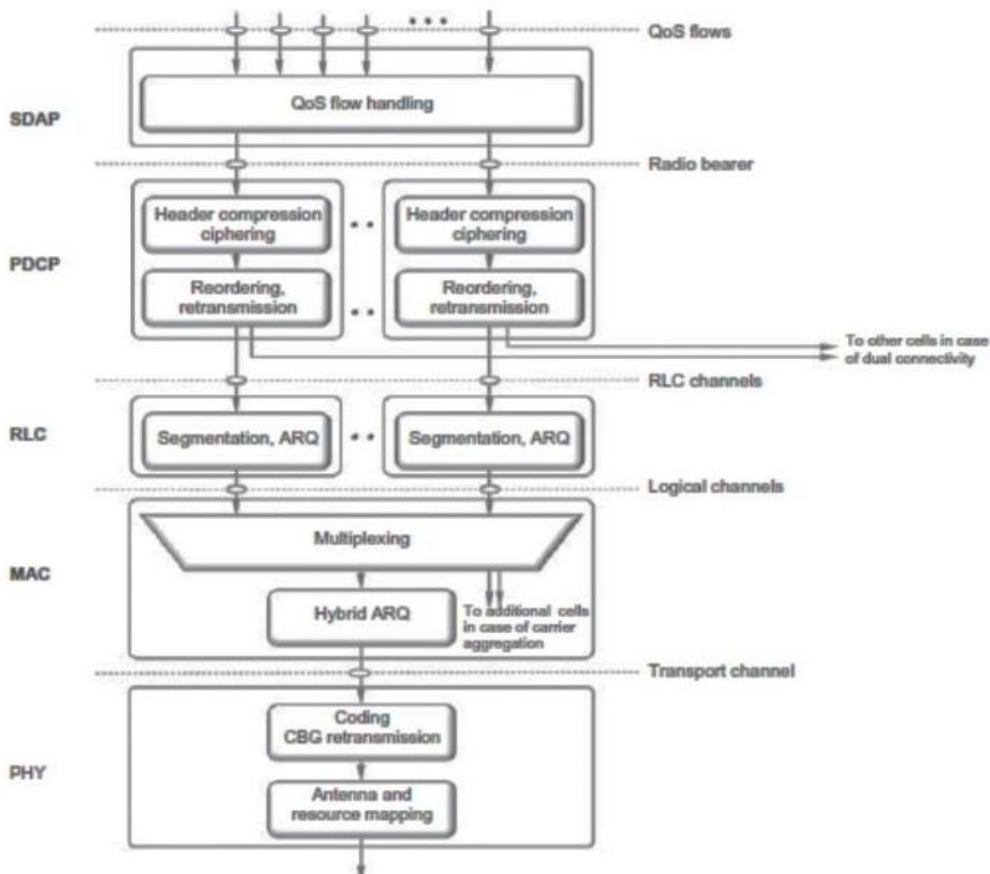 QoS flows
SDAP
QoS flow handling
Radio bearer
PDCP
Header compression
ciphering
Header compression
ciphering
Reordering,
retransmission
Reordering,
retransmission
To other cells in case
of dual connectivity
RLC channels
RLC
Segmentation, ARQ
Segmentation, ARQ
Logical channels
MAC
Multiplexing
Hybrid ARQ
To additional cells
in case of carrier
aggregation
Transport channel
PHY
Coding
CBG retransmission
Antenna and
resource mapping